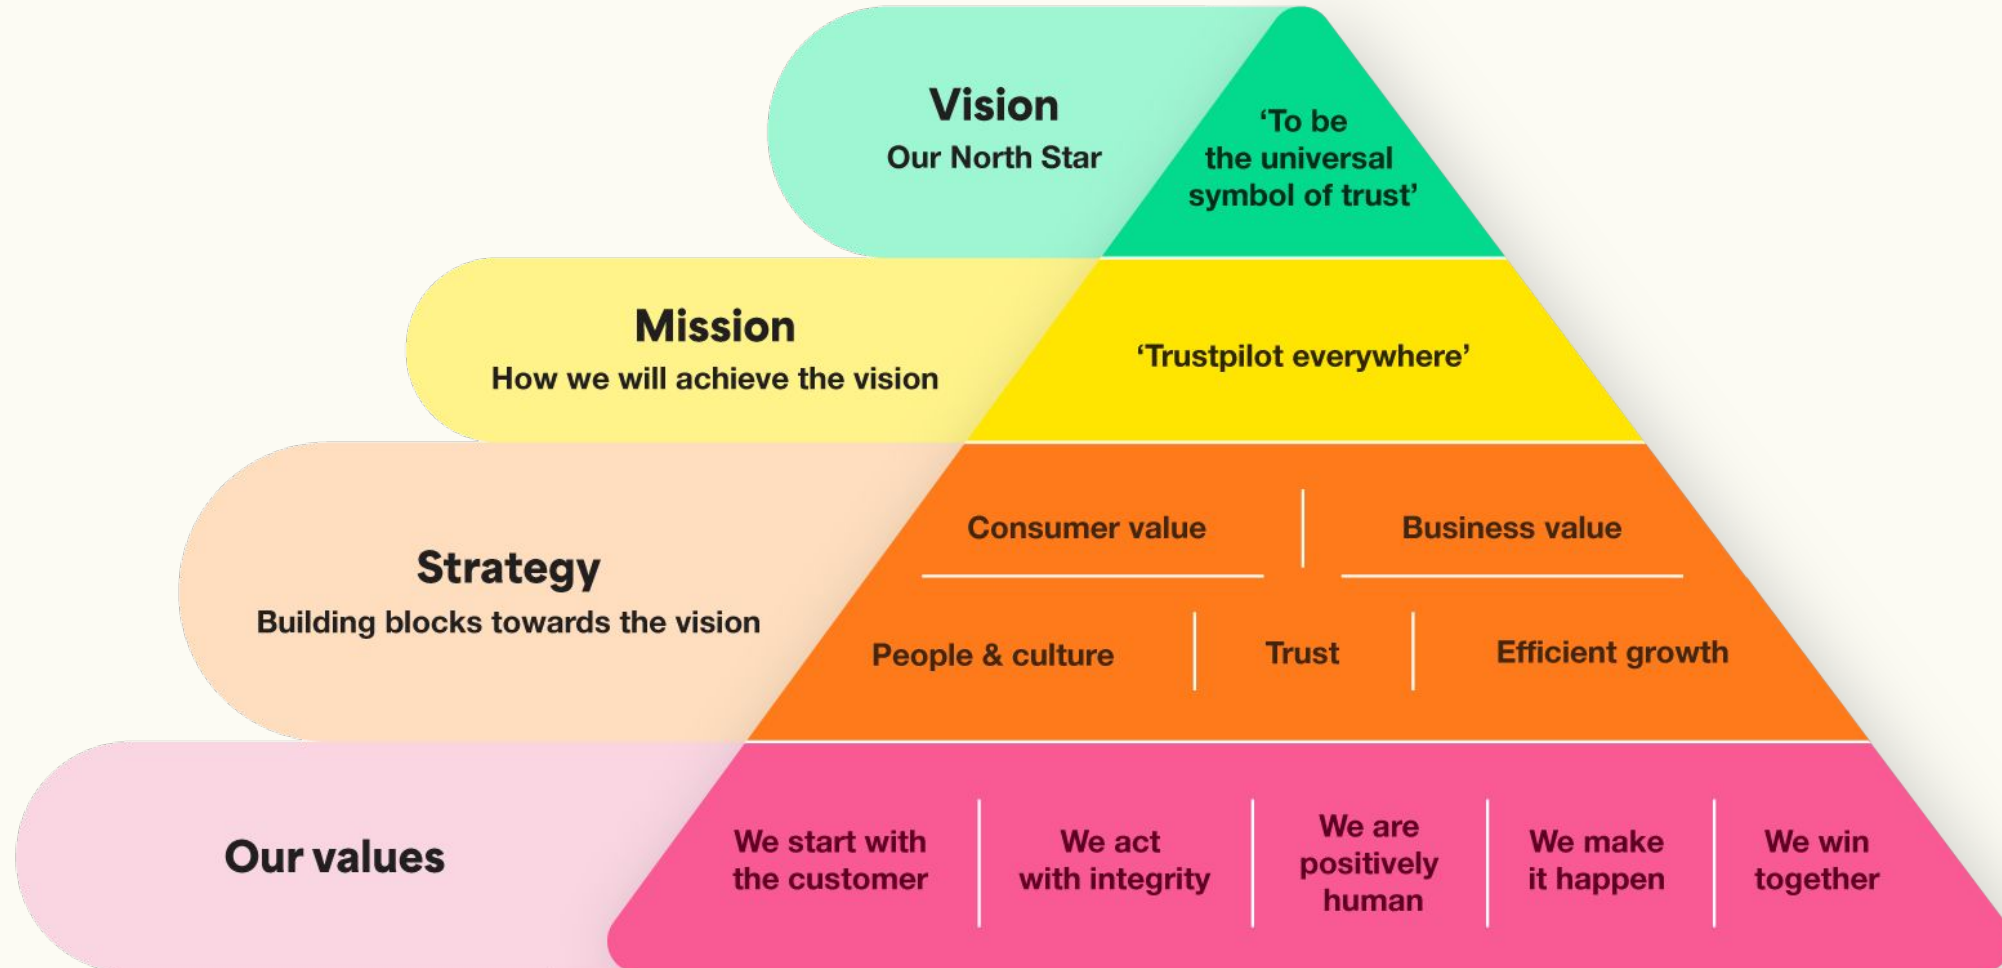 Vision
Our North Star
‘To be
the universal
symbol of trust’
Mission
How we will achieve the vision
‘Trustpilot everywhere’
Strategy
Building blocks towards the vision
Consumer value
Business value
People & culture
Trust
Efficient growth
Our values
We start with
the customer
We act
with integrity
We are
positively
human
We make
it happen
We win
together